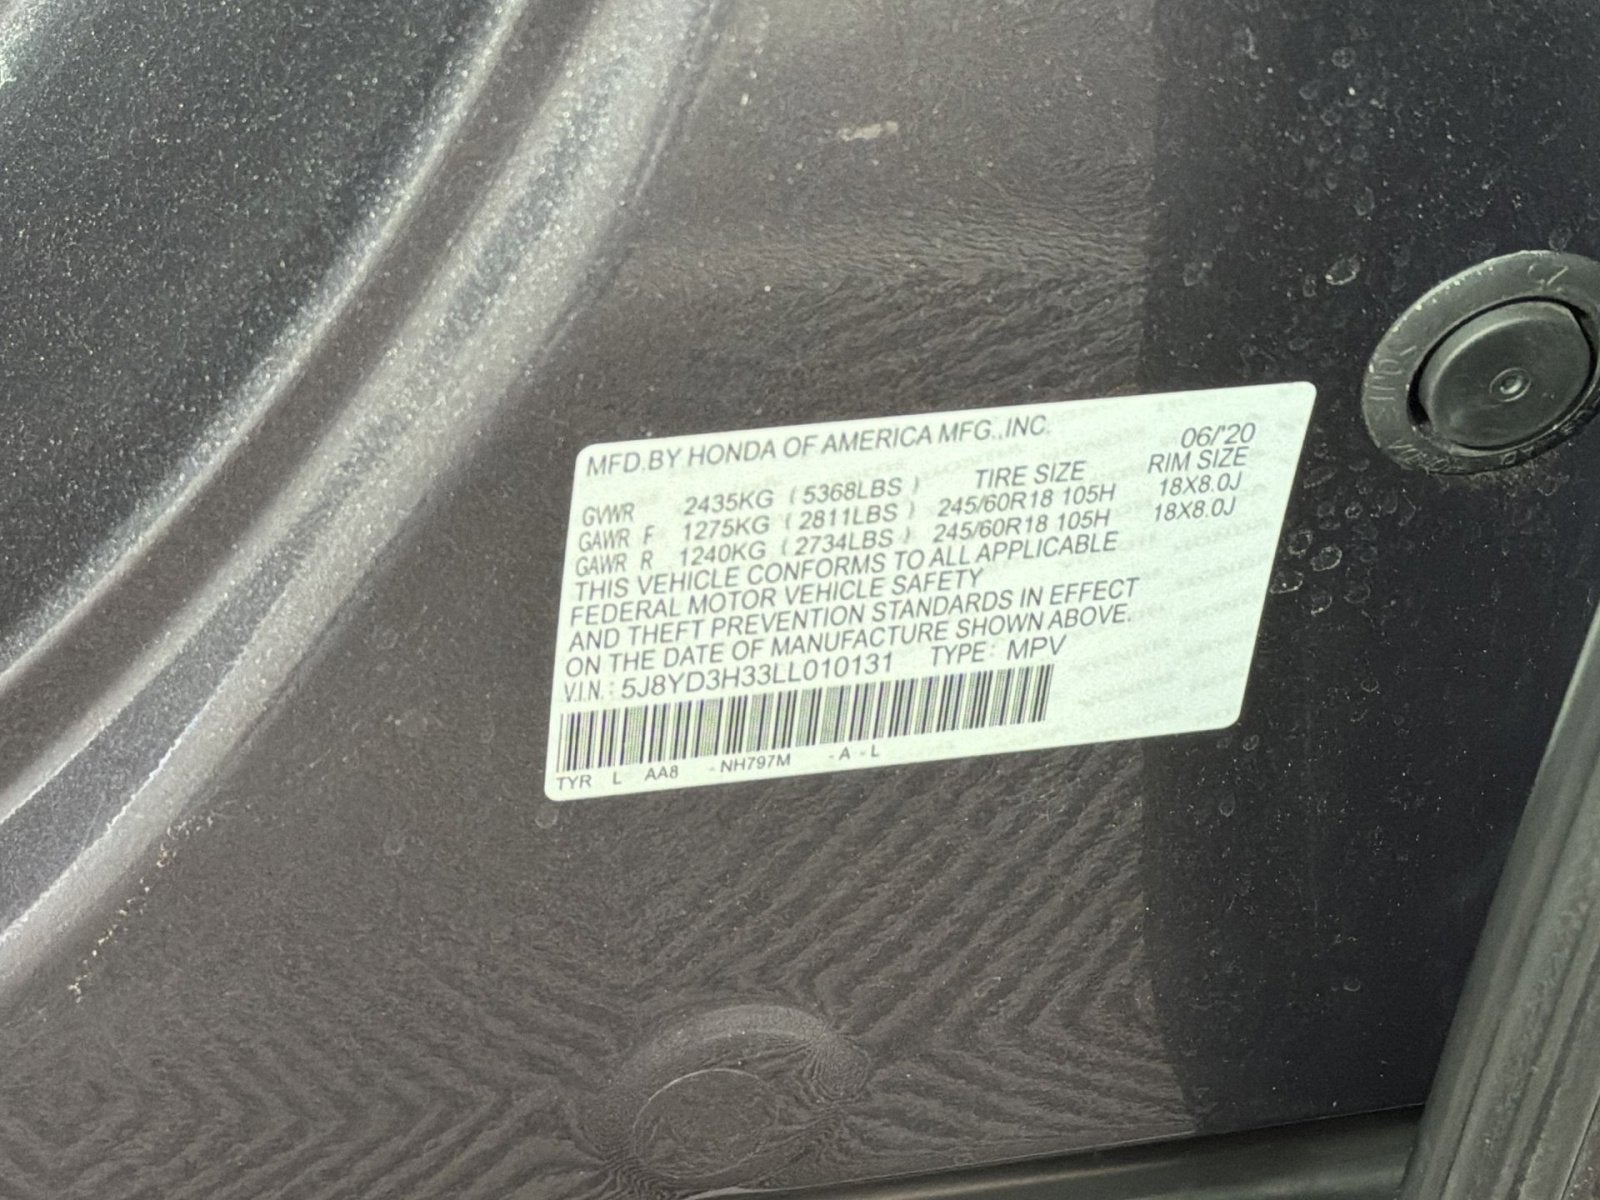 MFD.BY HONDA OF AMERICA MFG.,INC. 06/'20
TIRE SIZE RIM SIZE
GVWR 2435KG ( 5368LBS )
GAWR F 1275KG ( 2811LBS ) 245/60R18 105H 18X8.0J
GAWR R 1240KG ( 2734LBS ) 245/60R18 105H 18X8.0J
THIS VEHICLE CONFORMS TO ALL APPLICABLE
FEDERAL MOTOR VEHICLE SAFETY
AND THEFT PREVENTION STANDARDS IN EFFECT
ON THE DATE OF MANUFACTURE SHOWN ABOVE.
V.I.N.: 5J8YD3H33LL010131 TYPE: MPV
TYR L AA8 -NH797M -A -L